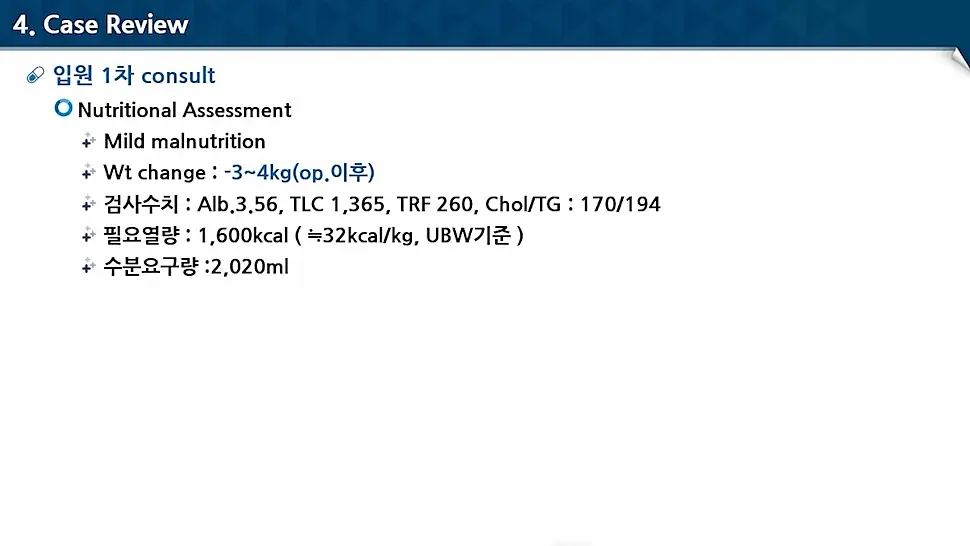 4. Case Review
입원 1차 consult
Nutritional Assessment
Mild malnutrition
Wt change : -3~4kg(op.이후)
검사수치 : Alb.3.56, TLC 1,365, TRF 260, Chol/TG : 170/194
필요열량 : 1,600kcal ( ≒32kcal/kg, UBW기준 )
수분요구량 :2,020ml